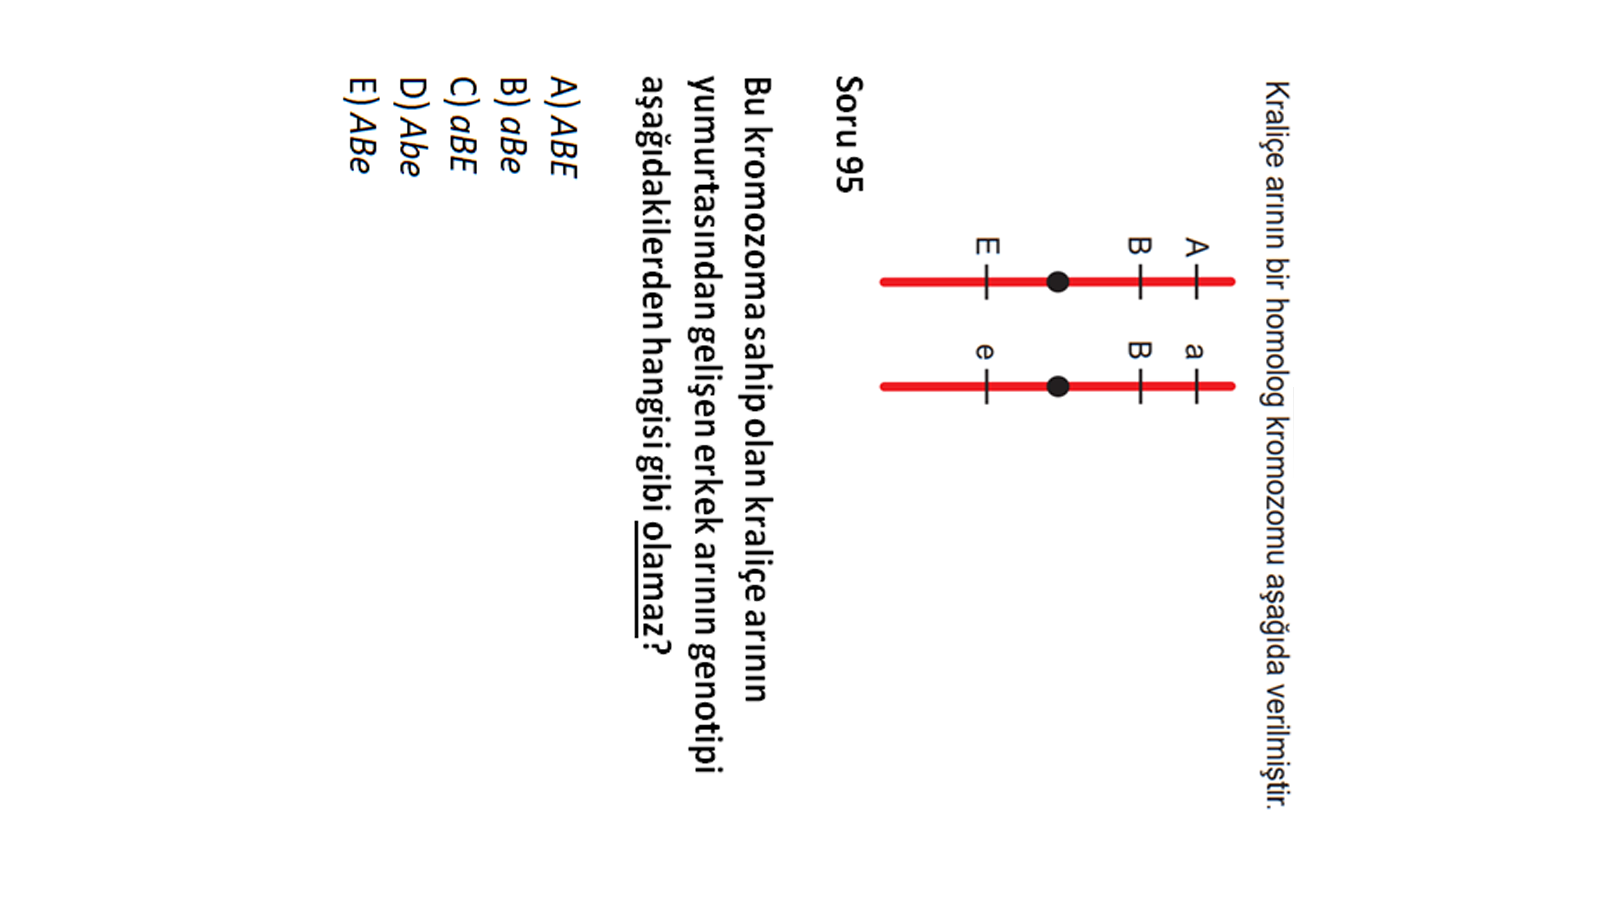 Kraliçe arının bir homolog kromozomu aşağıda verilmiştir.
A a
B B
E e
Soru 95
Bu kromozoma sahip olan kraliçe arının
yumurtasından gelişen erkek arının genotipi
aşağıdakilerden hangisi gibi olamaz?
A) ABE
B) aBe
C) aBE
D) Abe
E) ABe